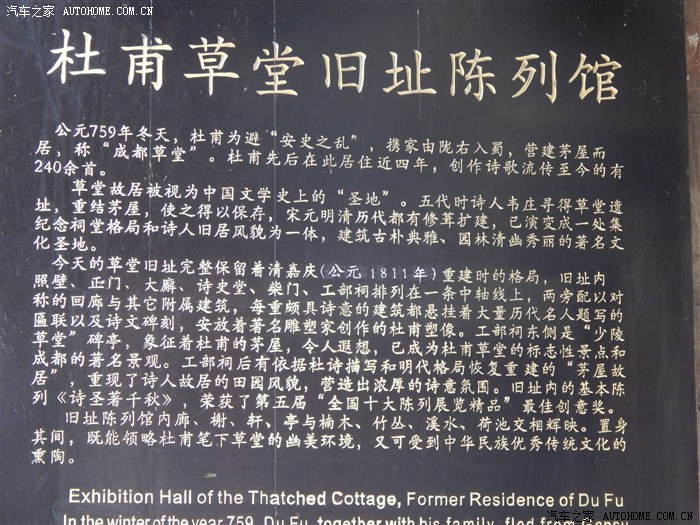 汽车之家 AUTOHOME.COM.CN
杜甫草堂旧址陈列馆
公元759年冬天，杜甫为避“安史之乱”，携家由陇右入蜀，营建茅屋而
居，称“成都草堂”。杜甫先后在此居住近四年，创作诗歌流传至今的有
240余首。
草堂故居被视为中国文学史上的“圣地”。五代时诗人韦庄寻得草堂遗
址，重结茅屋，使之得以保存，宋元明清历代都有修葺扩建，已演变成一处集
纪念祠堂格局和诗人旧居风貌为一体，建筑古朴典雅、园林清幽秀丽的著名文
化圣地。
今天的草堂旧址完整保留着清嘉庆(公元 1811年)重建时的格局，旧址内
照壁、正门、大廨、诗史堂、柴门、工部祠排列在一条中轴线上，两旁配以对
称的回廊与其它附属建筑，每重颇具诗意的建筑都悬挂着大量历代名人题写的
匾联以及诗文碑刻，安放着著名雕塑家创作的杜甫塑像。工部祠东侧是“少陵
草堂”碑亭，象征着杜甫的茅屋，令人遐想，已成为杜甫草堂的标志性景点和
成都的著名景观。工部祠后有依据杜诗描写和明代格局恢复重建的“茅屋故
居”，重现了诗人故居的田园风貌，营造出浓厚的诗意氛围。旧址内的基本陈
列《诗圣著千秋》，荣获了第五届“全国十大陈列展览精品”最佳创意奖。
旧址陈列馆内廊、榭、轩、亭与楠木、竹丛、溪水、荷池交相辉映。置身
其间，既能领略杜甫笔下草堂的幽美环境，又可受到中华民族优秀传统文化的
熏陶。
Exhibition Hall of the Thatched Cottage, Former Residence of Du Fu
In the winter of the year 759, Du Fu, together with his family, fled from Gansu
汽车之家 AUTOHOME.COM.CN